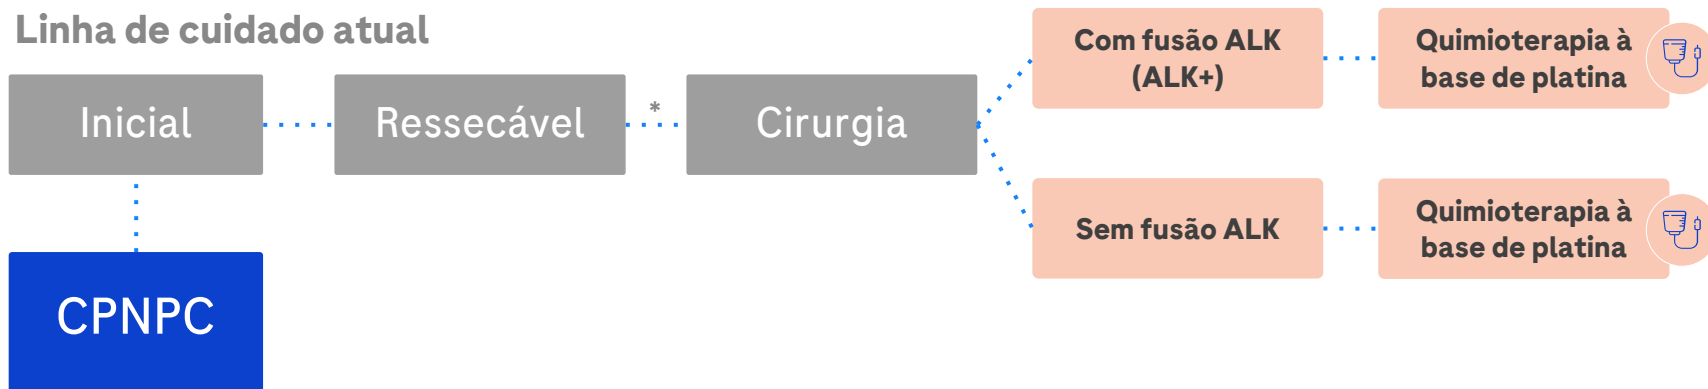 Linha de cuidado atual
Inicial
Ressecável
*
Cirurgia
Com fusão ALK
(ALK+)
Quimioterapia à
base de platina
Sem fusão ALK
Quimioterapia à
base de platina
CPNPC